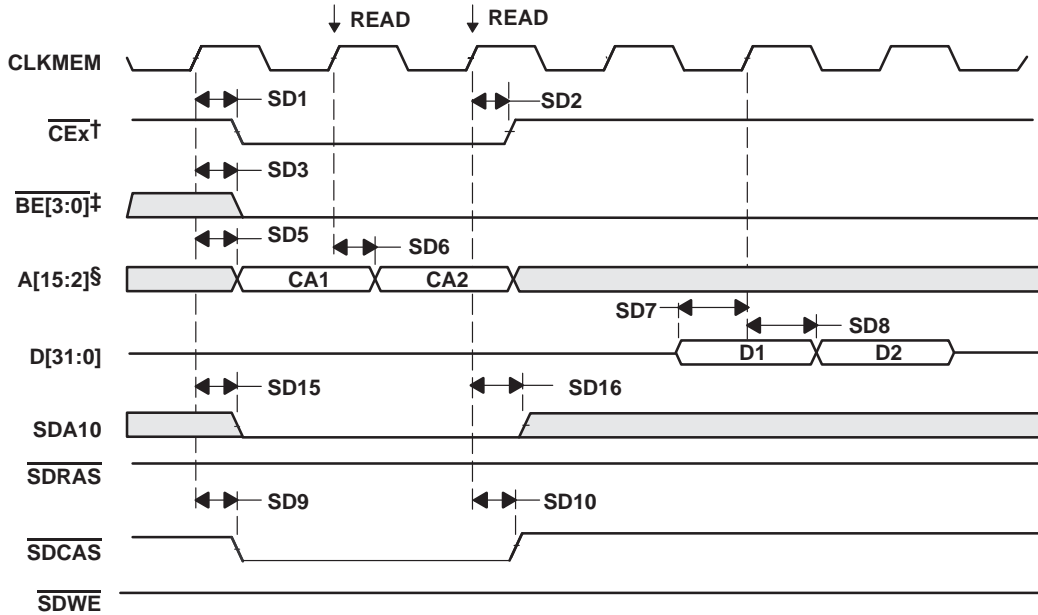 READ READ
CLKMEM
SD1 SD2
CEx†
SD3
BE[3:0]‡
SD5
SD6
A[15:2]§ CA1 CA2
SD7 SD8
D[31:0] D1 D2
SD15 SD16
SDA10
SDRAS
SD9 SD10
SDCAS
SDWE